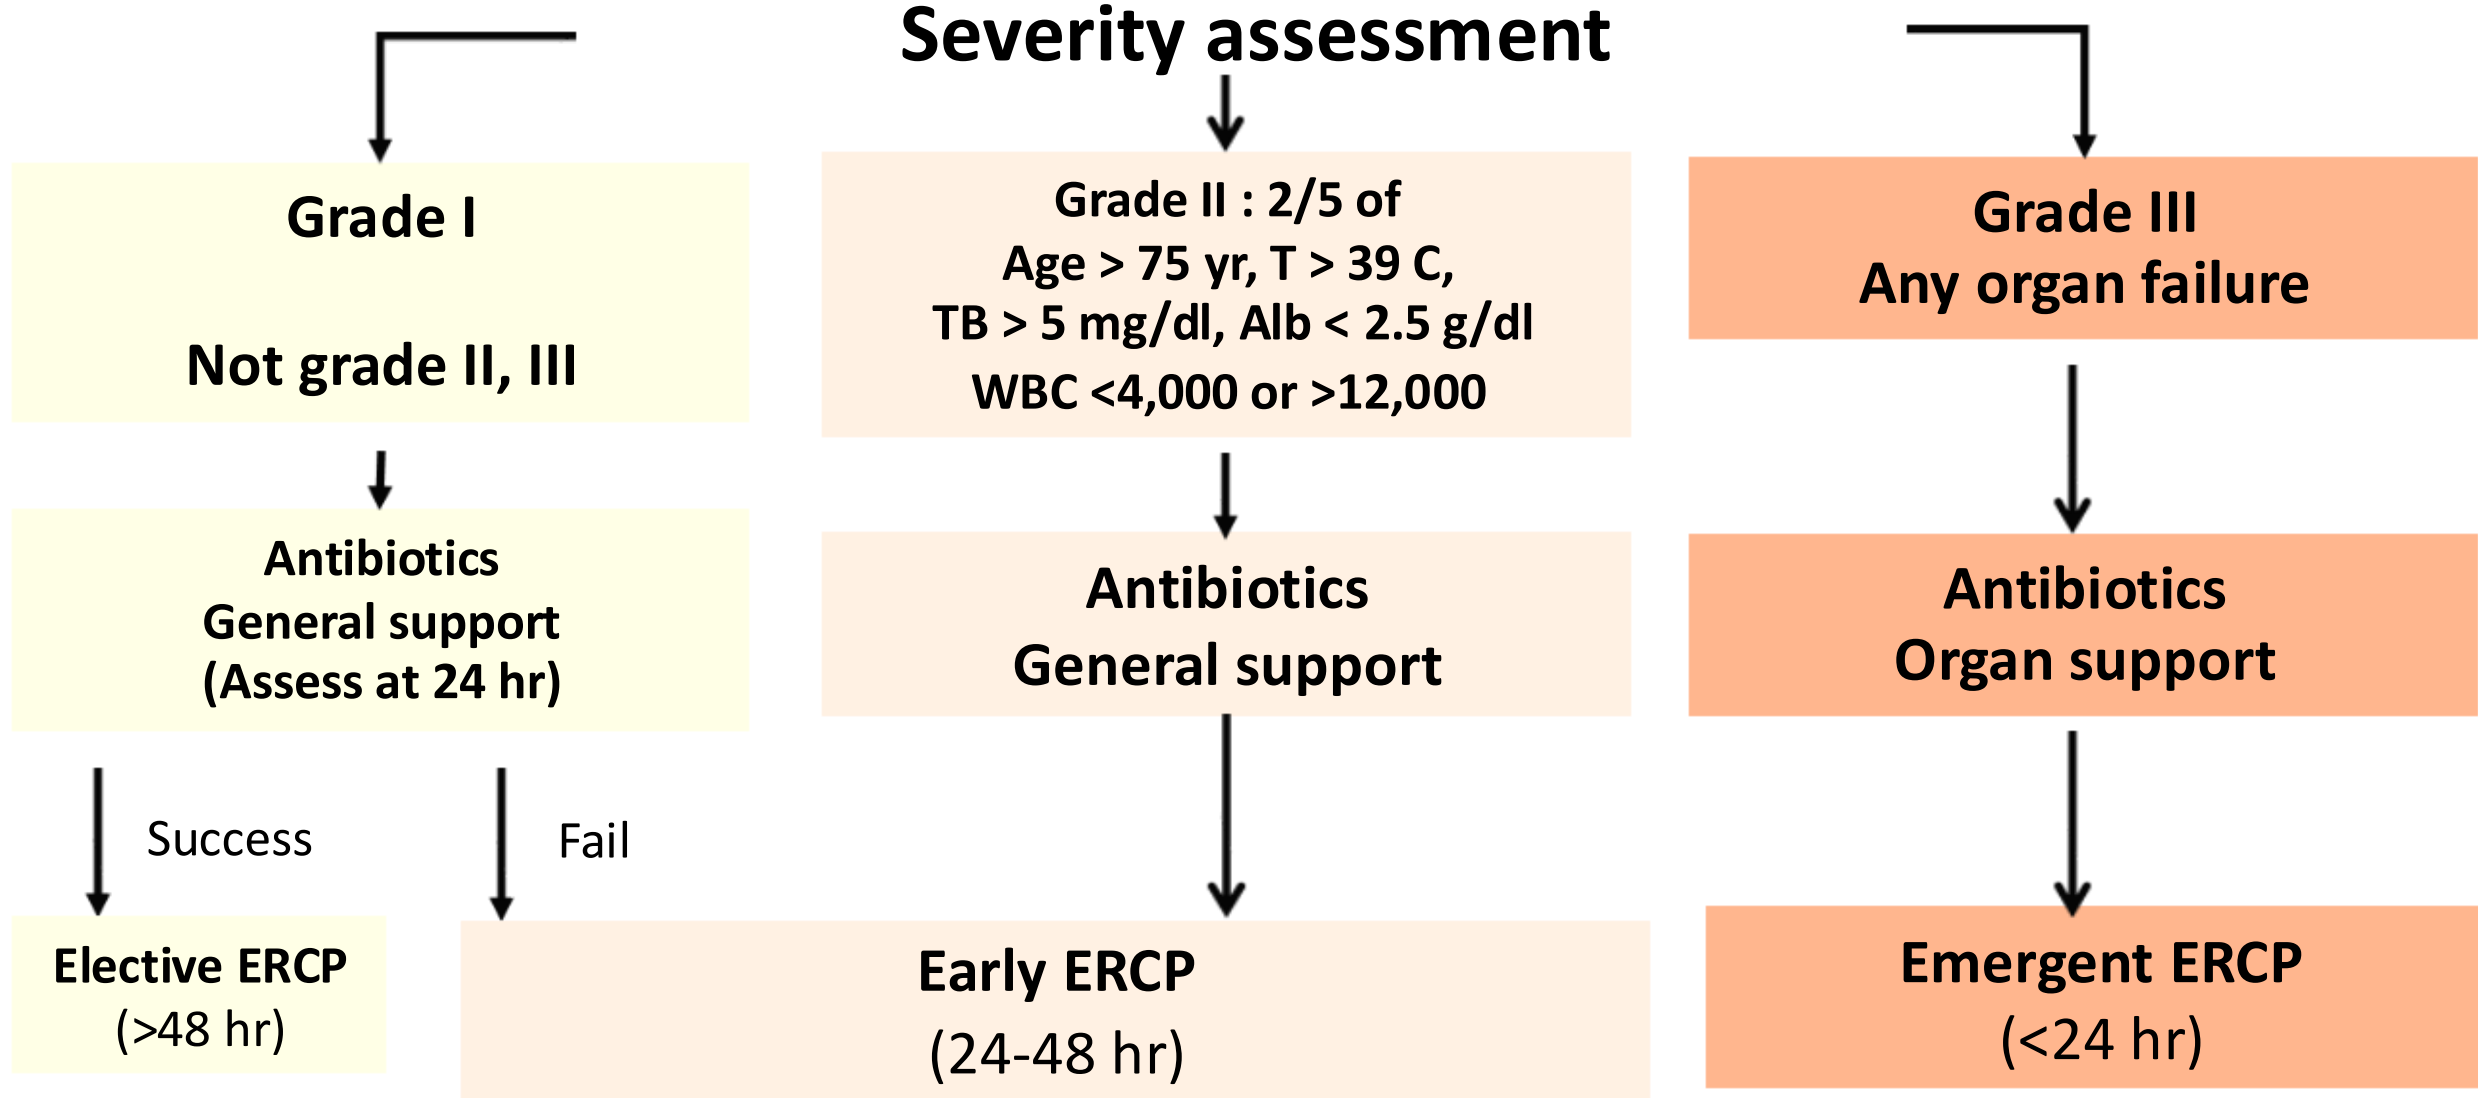 Severity assessment
Grade I
Not grade II, III
Antibiotics
General support
(Assess at 24 hr)
Success
Fail
Elective ERCP
(>48 hr)
Grade II : 2/5 of
Age > 75 yr, T > 39 C,
TB > 5 mg/dl, Alb < 2.5 g/dl
WBC <4,000 or >12,000
Antibiotics
General support
Early ERCP
(24-48 hr)
Grade III
Any organ failure
Antibiotics
Organ support
Emergent ERCP
(<24 hr)